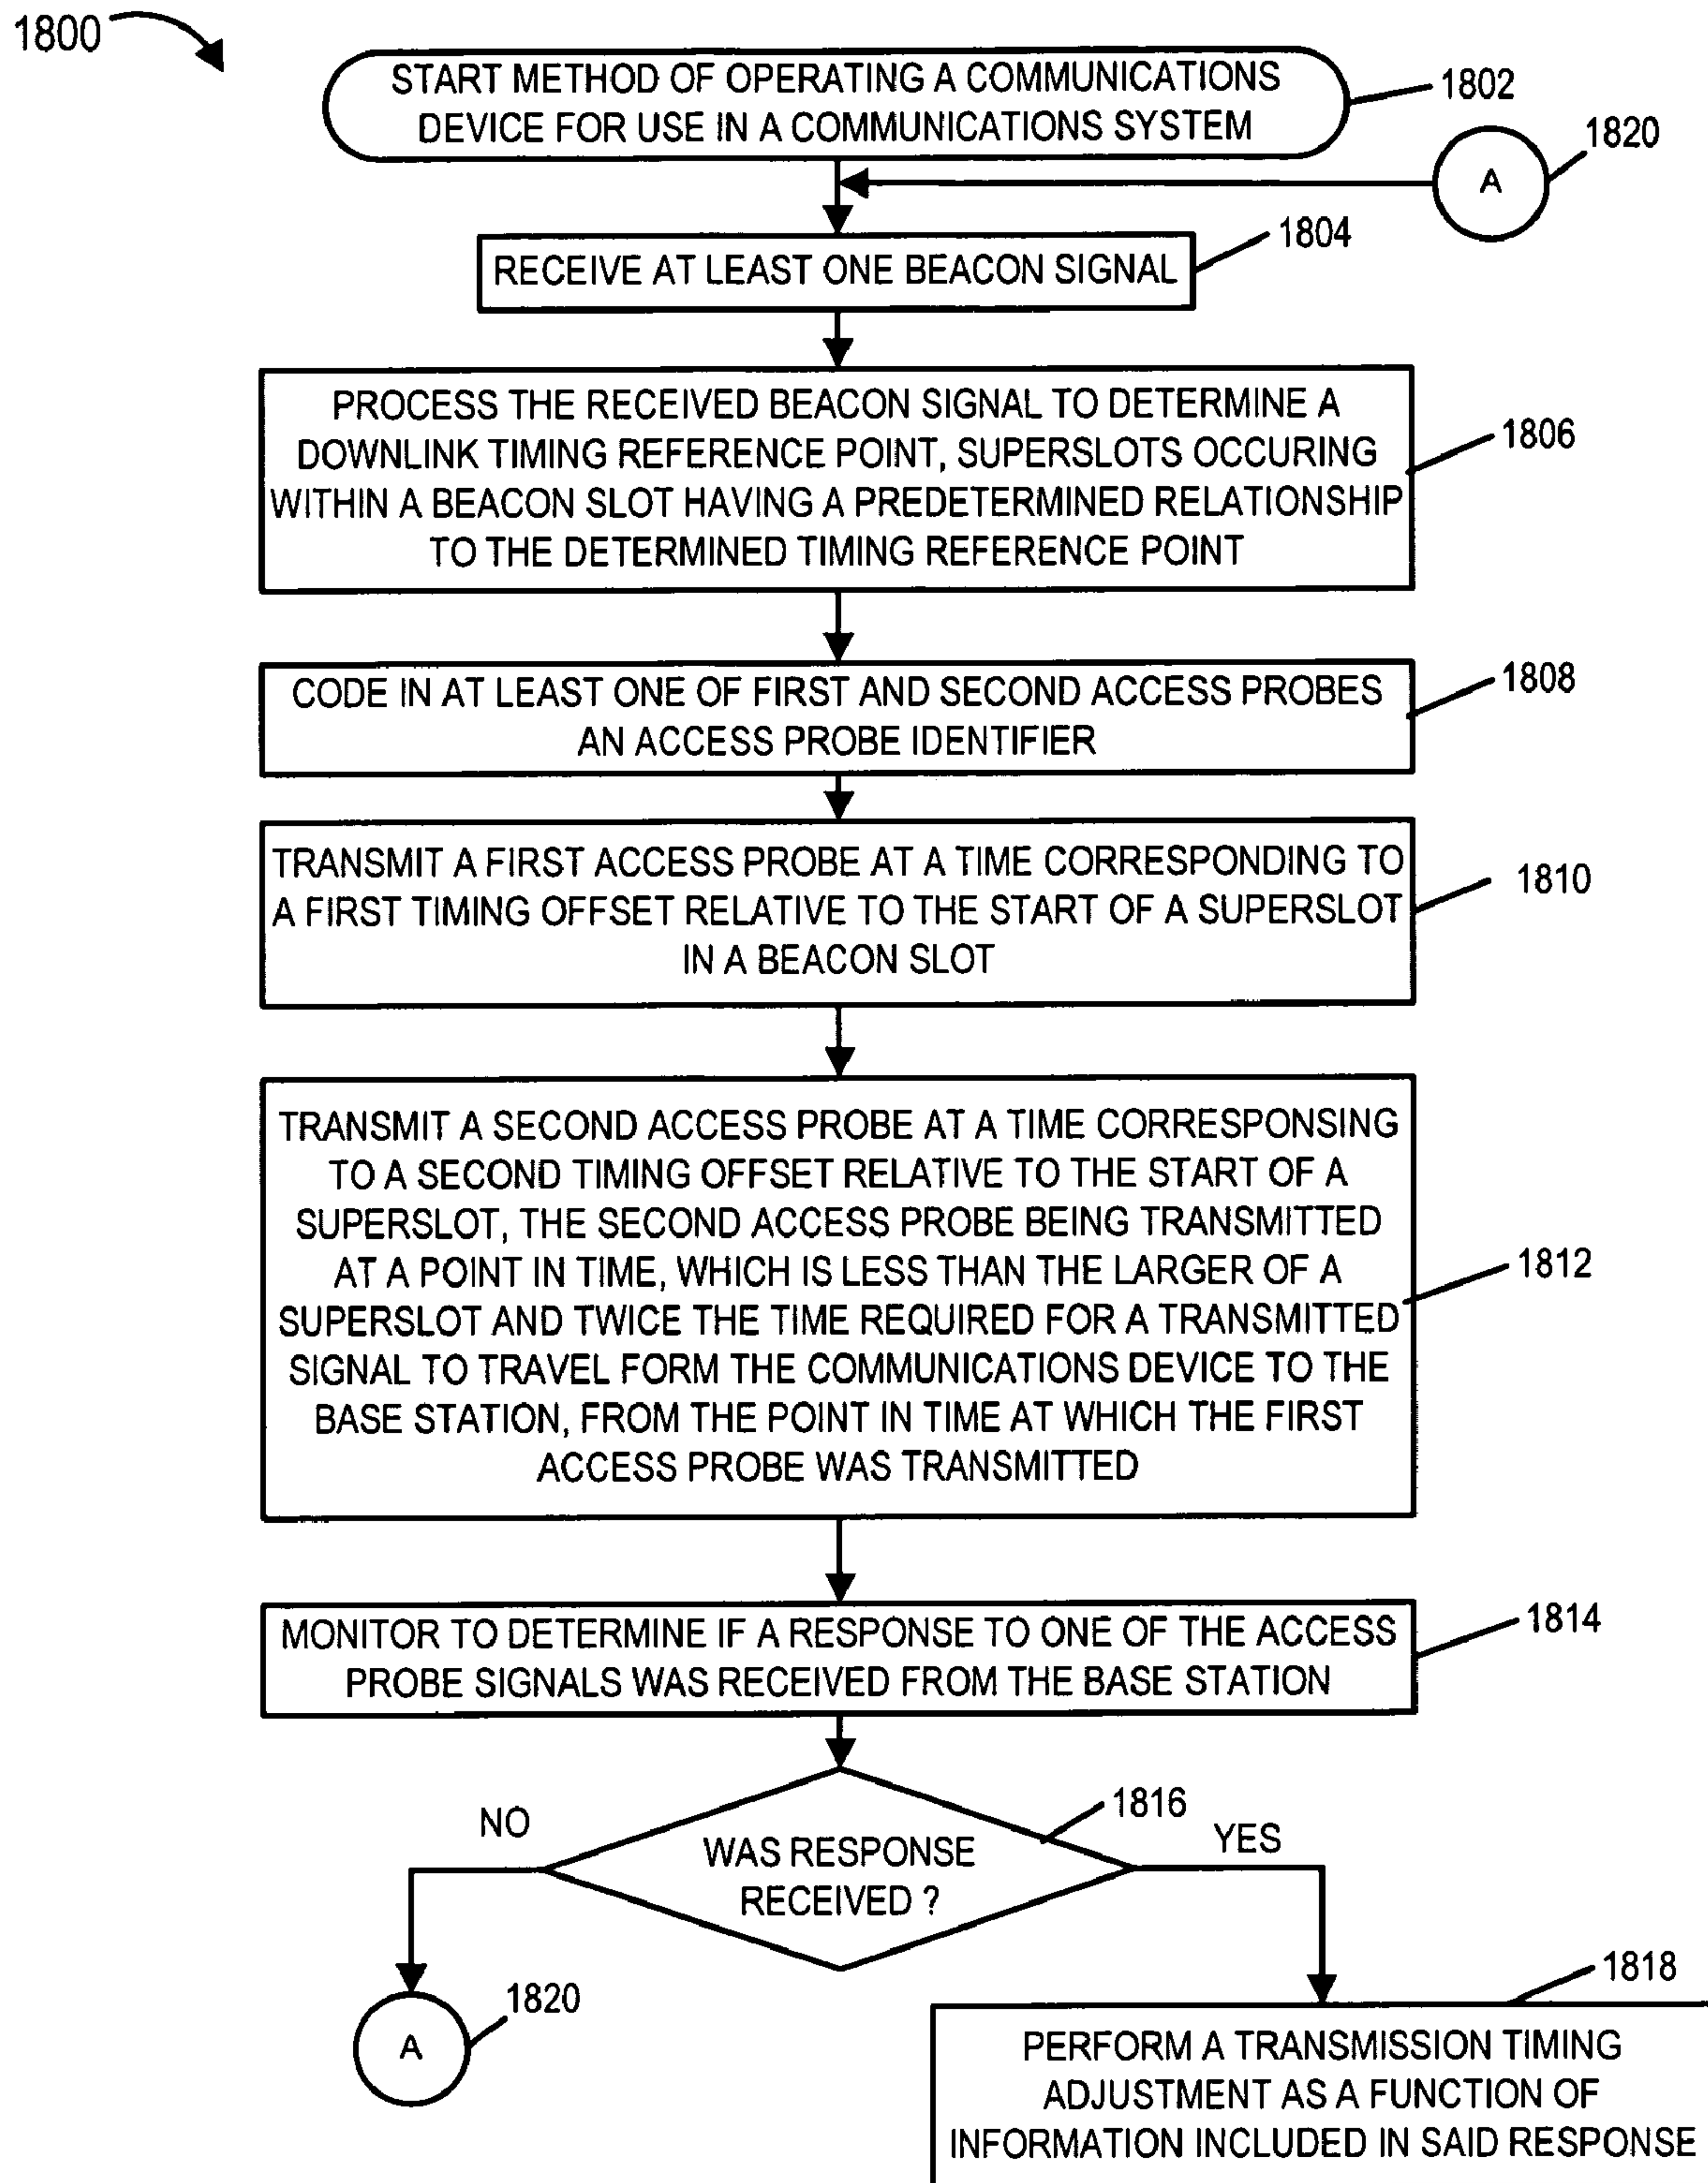 1800
START METHOD OF OPERATING A COMMUNICATIONS
DEVICE FOR USE IN A COMMUNICATIONS SYSTEM
1802
1820
A
1804
RECEIVE AT LEAST ONE BEACON SIGNAL
PROCESS THE RECEIVED BEACON SIGNAL TO DETERMINE A
DOWNLINK TIMING REFERENCE POINT, SUPERSLOTS OCCURING
WITHIN A BEACON SLOT HAVING A PREDETERMINED RELATIONSHIP
TO THE DETERMINED TIMING REFERENCE POINT
1806
CODE IN AT LEAST ONE OF FIRST AND SECOND ACCESS PROBES
AN ACCESS PROBE IDENTIFIER
1808
TRANSMIT A FIRST ACCESS PROBE AT A TIME CORRESPONDING TO
A FIRST TIMING OFFSET RELATIVE TO THE START OF A SUPERSLOT
IN A BEACON SLOT
1810
TRANSMIT A SECOND ACCESS PROBE AT A TIME CORRESPONSING
TO A SECOND TIMING OFFSET RELATIVE TO THE START OF A
SUPERSLOT, THE SECOND ACCESS PROBE BEING TRANSMITTED
AT A POINT IN TIME, WHICH IS LESS THAN THE LARGER OF A
SUPERSLOT AND TWICE THE TIME REQUIRED FOR A TRANSMITTED
SIGNAL TO TRAVEL FORM THE COMMUNICATIONS DEVICE TO THE
BASE STATION, FROM THE POINT IN TIME AT WHICH THE FIRST
ACCESS PROBE WAS TRANSMITTED
1812
MONITOR TO DETERMINE IF A RESPONSE TO ONE OF THE ACCESS
PROBE SIGNALS WAS RECEIVED FROM THE BASE STATION
1814
1816
NO
YES
WAS RESPONSE
RECEIVED ?
1820
A
1818
PERFORM A TRANSMISSION TIMING
ADJUSTMENT AS A FUNCTION OF
INFORMATION INCLUDED IN SAID RESPONSE